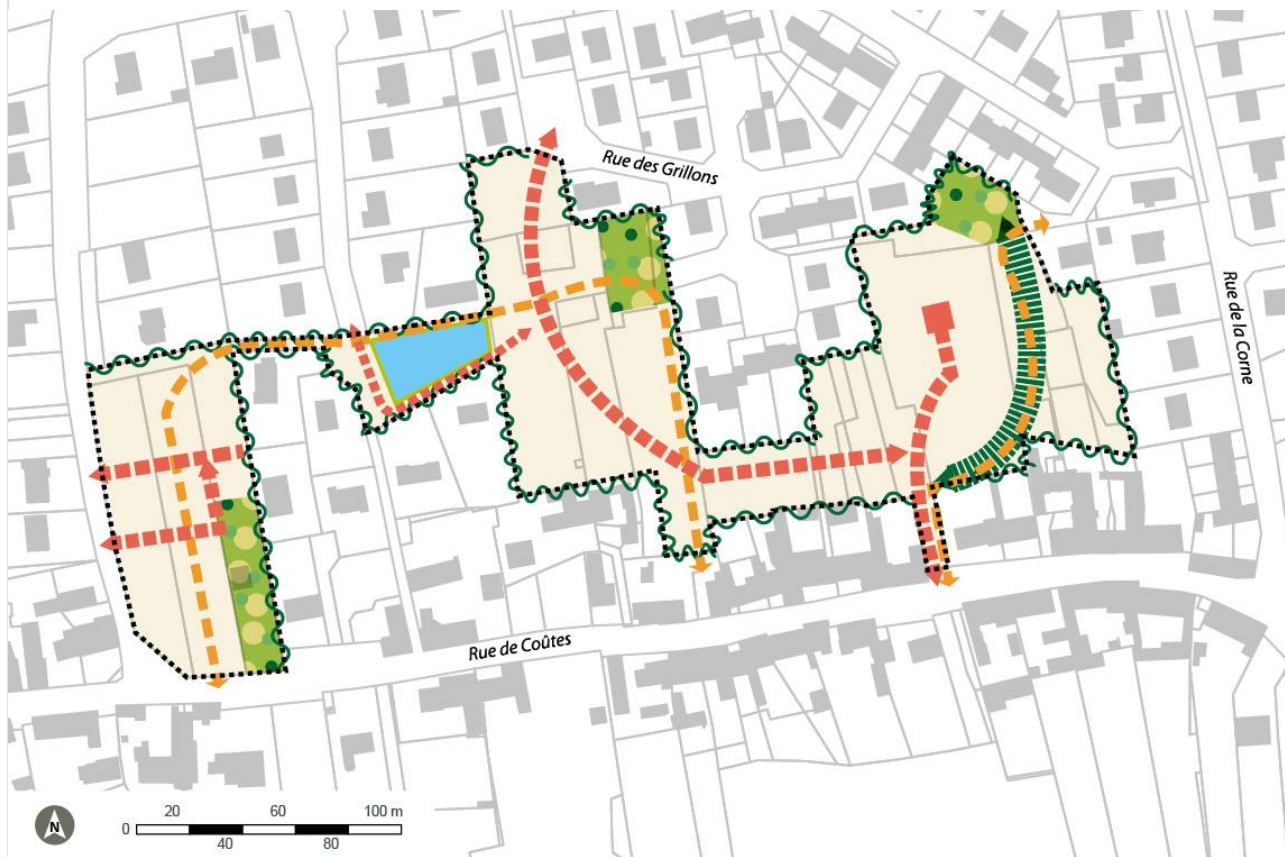 Rue des Grillons
Rue de la Corne
Rue de Coûtes
N
20 60 100 m
0
40 80